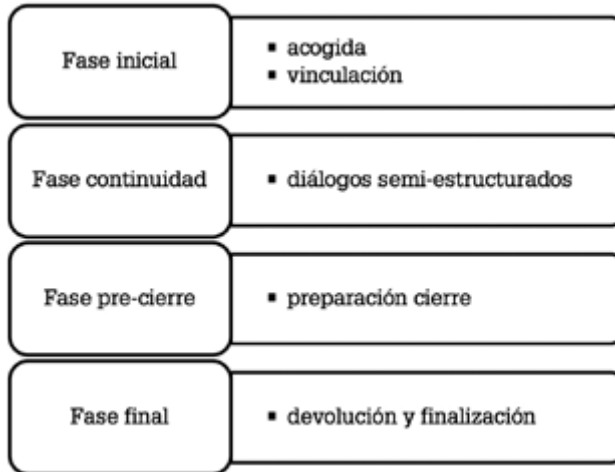 Fase inicial
▪ acogida
▪ vinculación
Fase continuidad
▪ diálogos semi-estructurados
Fase pre-cierre
▪ preparación cierre
Fase final
▪ devolución y finalización